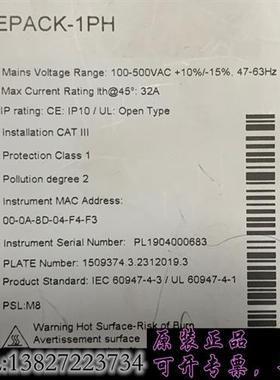 EPACK-1PH
Mains Voltage Range: 100-500VAC +10%/-15%, 47-63Hz
Max Current Rating Ith@45°: 32A
IP rating: CE: IP10 / UL: Open Type
Installation CAT III
Protection Class 1
Pollution degree 2
Instrument MAC Address:
00-0A-8D-04-F4-F3
Instrument Serial Number: PL1904000683
PLATE Number: 1509374.3.2312019.3
Product Standard: IEC 60947-4-3 / UL 60947-4-1
PSL:M8
Warning Hot Surface-Risk of Burn
Avertissement surface
原装正品
13827223734
可开专票,